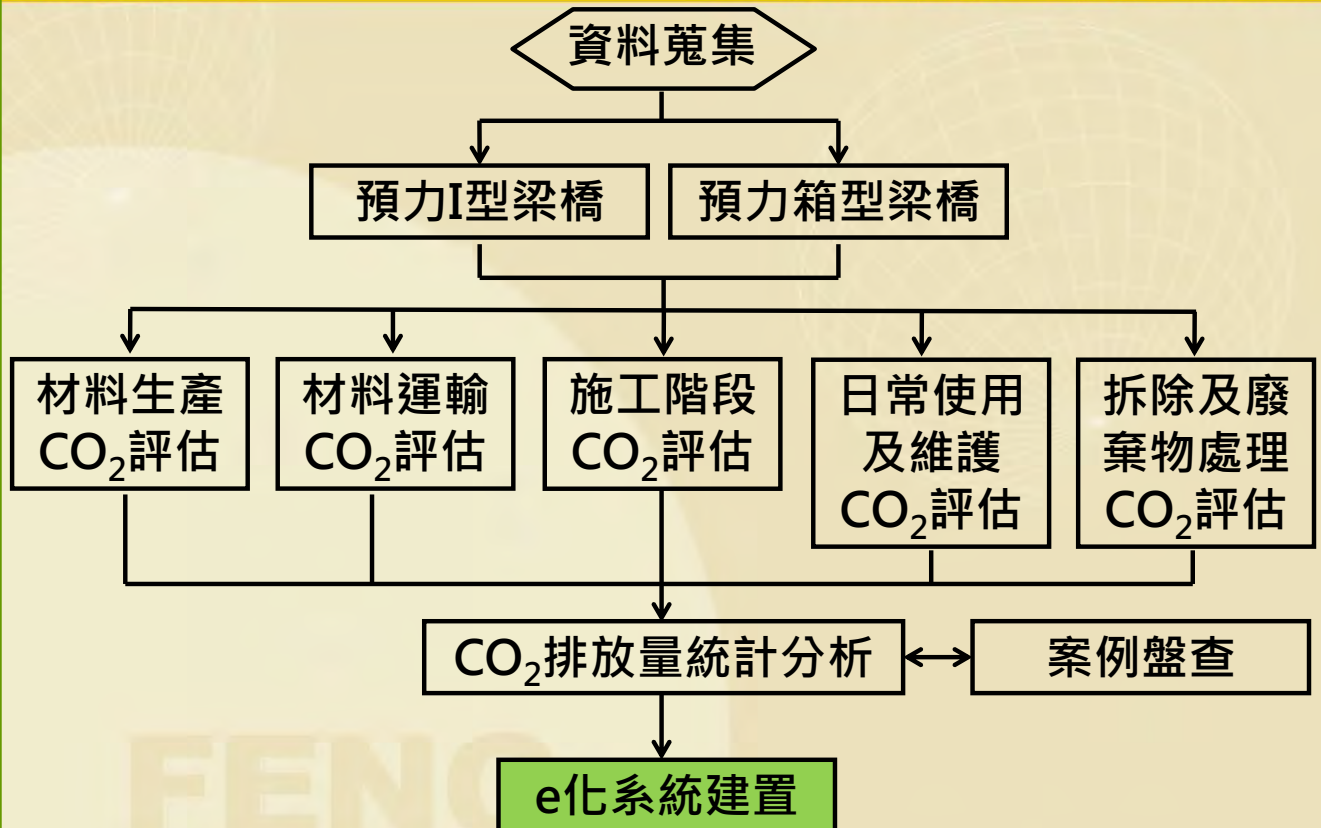 資料蒐集
預力I型梁橋
預力箱型梁橋
材料生產
CO₂評估
材料運輸
CO₂評估
施工階段
CO₂評估
日常使用
及維護
CO₂評估
拆除及廢
棄物處理
CO₂評估
CO₂排放量統計分析
案例盤查
e化系統建置
FENG